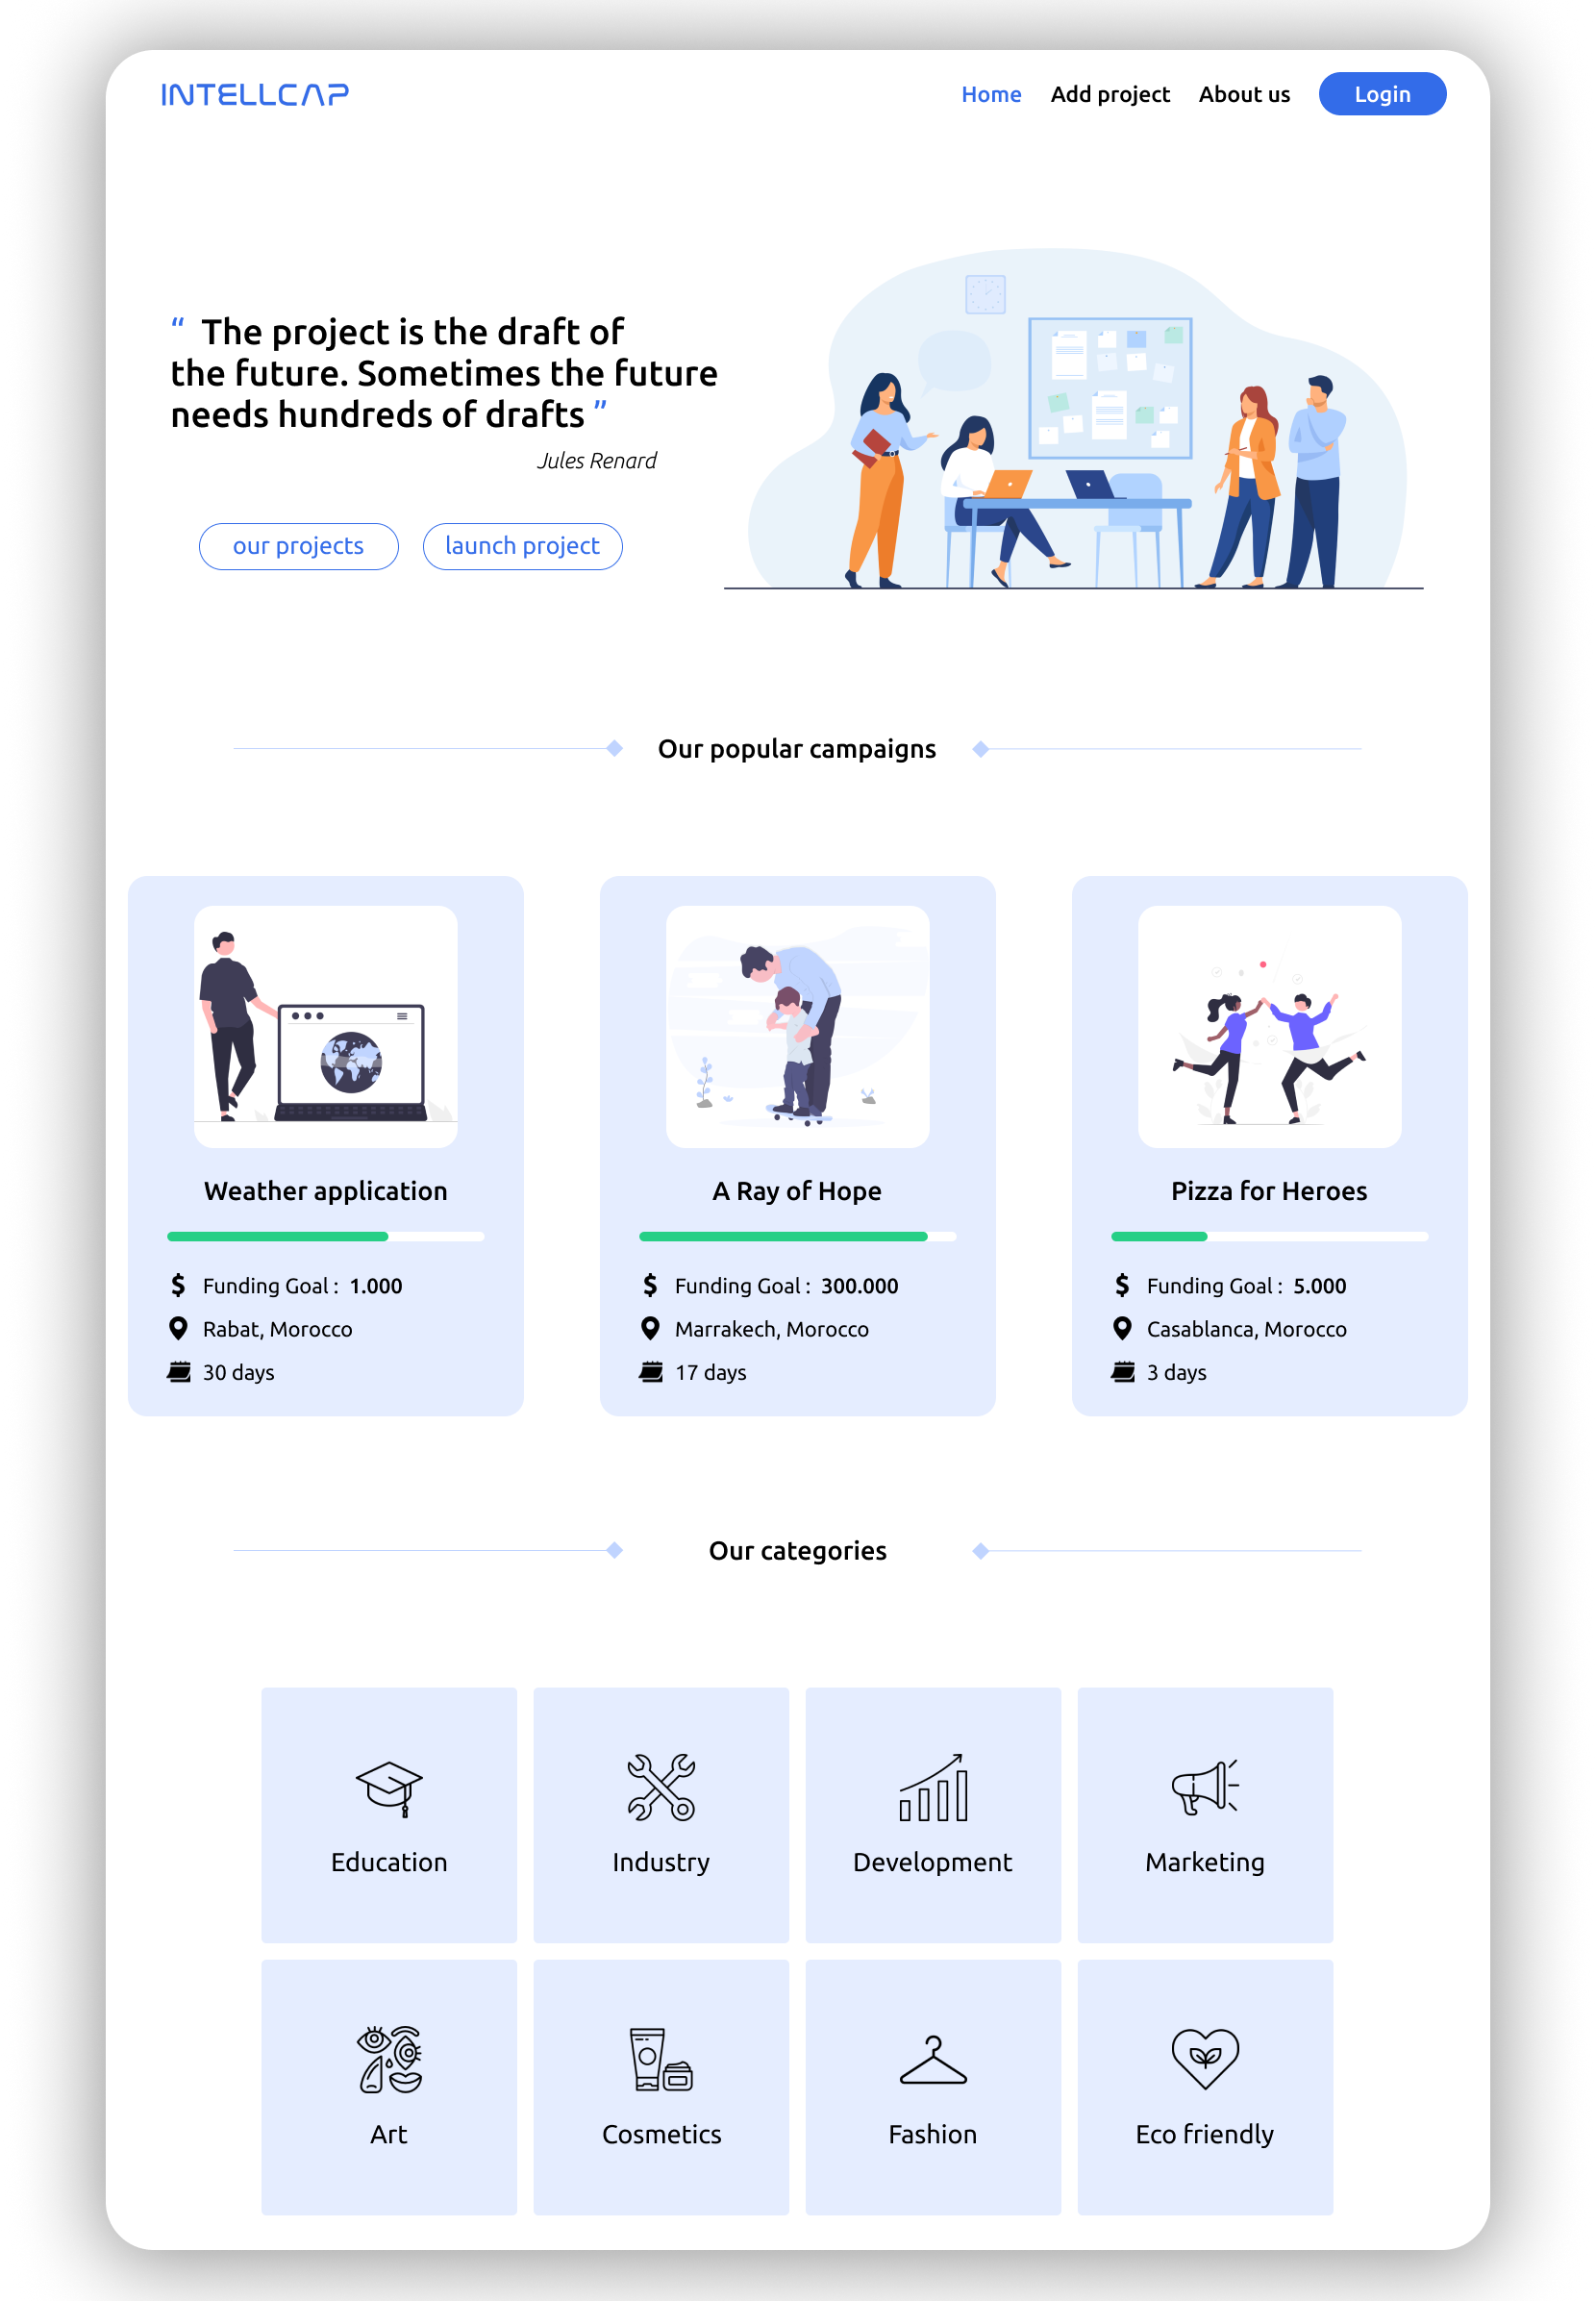 INTELLCAP
Home Add project About us Login
“ The project is the draft of
the future. Sometimes the future
needs hundreds of drafts ”
Jules Renard
our projects launch project
Our popular campaigns
Weather application
$ Funding Goal : 1.000
Rabat, Morocco
30 days
A Ray of Hope
$ Funding Goal : 300.000
Marrakech, Morocco
17 days
Pizza for Heroes
$ Funding Goal : 5.000
Casablanca, Morocco
3 days
Our categories
Education
Industry
Development
Marketing
Art
Cosmetics
Fashion
Eco friendly